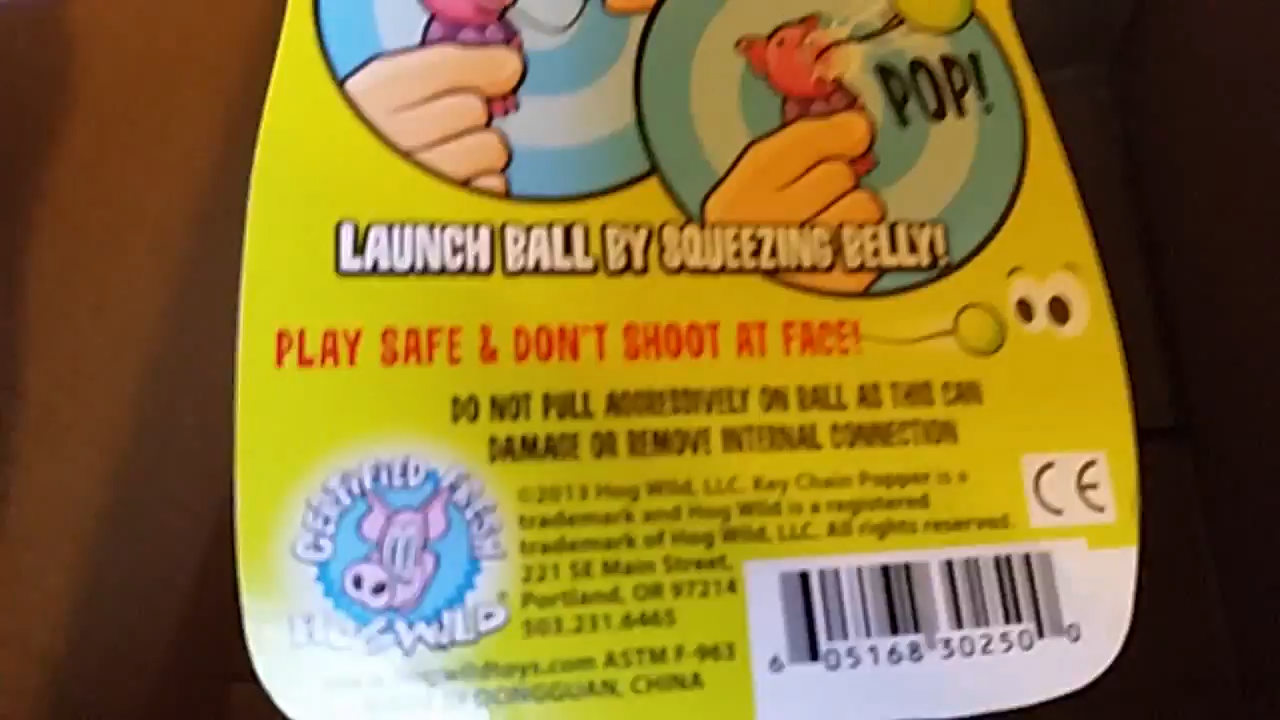 POP!
LAUNCH BALL BY SQUEEZING BELLY!
PLAY SAFE & DON'T SHOOT AT FACE!
DO NOT PULL AGGRESSIVELY ON BALL AS THIS CAN
DAMAGE OR REMOVE INTERNAL CONNECTION
CERTIFIED FRESH
HOG WILD
©2013 Hog Wild, LLC. Key Chain Popper is a
trademark and Hog Wild is a registered
trademark of Hog Wild, LLC. All rights reserved.
221 SE Main Street,
Portland, OR 97214
503.231.6465
ASTM F-963
DONGGUAN, CHINA
CE
6 05168 30250 0